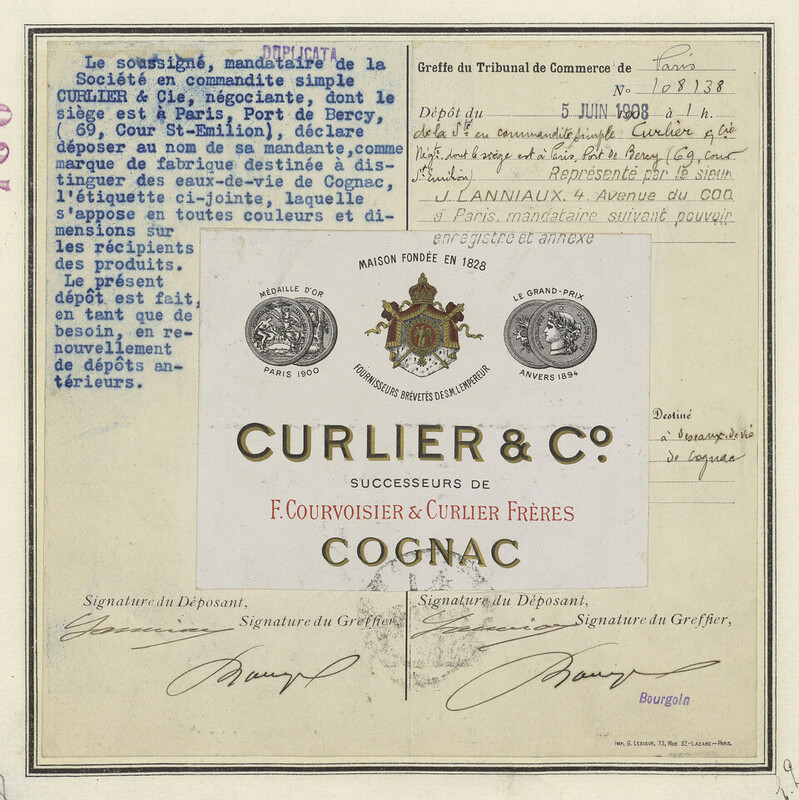 DUPLICATA
Le soussigné, mandataire de la
Société en commandite simple
CURLIER & Cie, négociante, dont le
siège est à Paris, Port de Bercy,
( 69, Cour St-Emilion), déclare
déposer au nom de sa mandante,comme
marque de fabrique destinée à dis-
tinguer des eaux-de-vie de Cognac,
l'étiquette ci-jointe, laquelle
s'appose en toutes couleurs et di-
mensions sur
les récipients
des produits.
Le présent
dépôt est fait,
en tant que de
besoin, en re-
nouvellement
de dépôts an-
térieurs.
Greffe du Tribunal de Commerce de Paris
No 108138
Dépôt du 5 JUIN 1908 à 1 h.
de la Sté en commandite simple Curlier & Cie
Négte. dont le siège est à Paris, Port de Bercy (69, Cour
St Emilion) Représenté par le sieur
J. LANNIAUX. 4. Avenue du COQ
à Paris. mandataire suivant pouvoir
enregistré et annexé
MAISON FONDÉE EN 1828
MÉDAILLE D'OR
PARIS 1900
LE GRAND-PRIX
ANVERS 1894
FOURNISSEURS BRÉVETÉS DE S.M. L'EMPEREUR
CURLIER & Co
SUCCESSEURS DE
F. COURVOISIER & CURLIER FRÈRES
COGNAC
Destiné
à des eaux-de-vie
de Cognac
Signature du Déposant,
Signature du Greffier,
Signature du Déposant,
Signature du Greffier,
Bourgoin
IMP. G. LESUEUR, 73, RUE ST-LAZARE — PARIS.